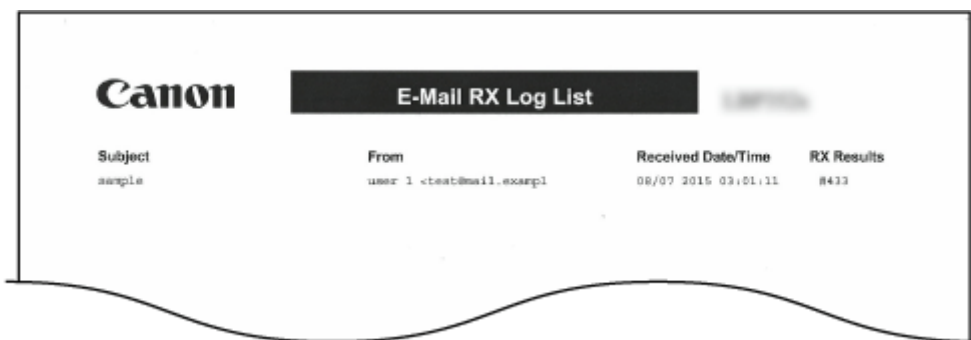 Canon
E-Mail RX Log List
Subject From Received Date/Time RX Results
sample user 1 <test@mail.exampl 08/07 2015 03:01:11 #433